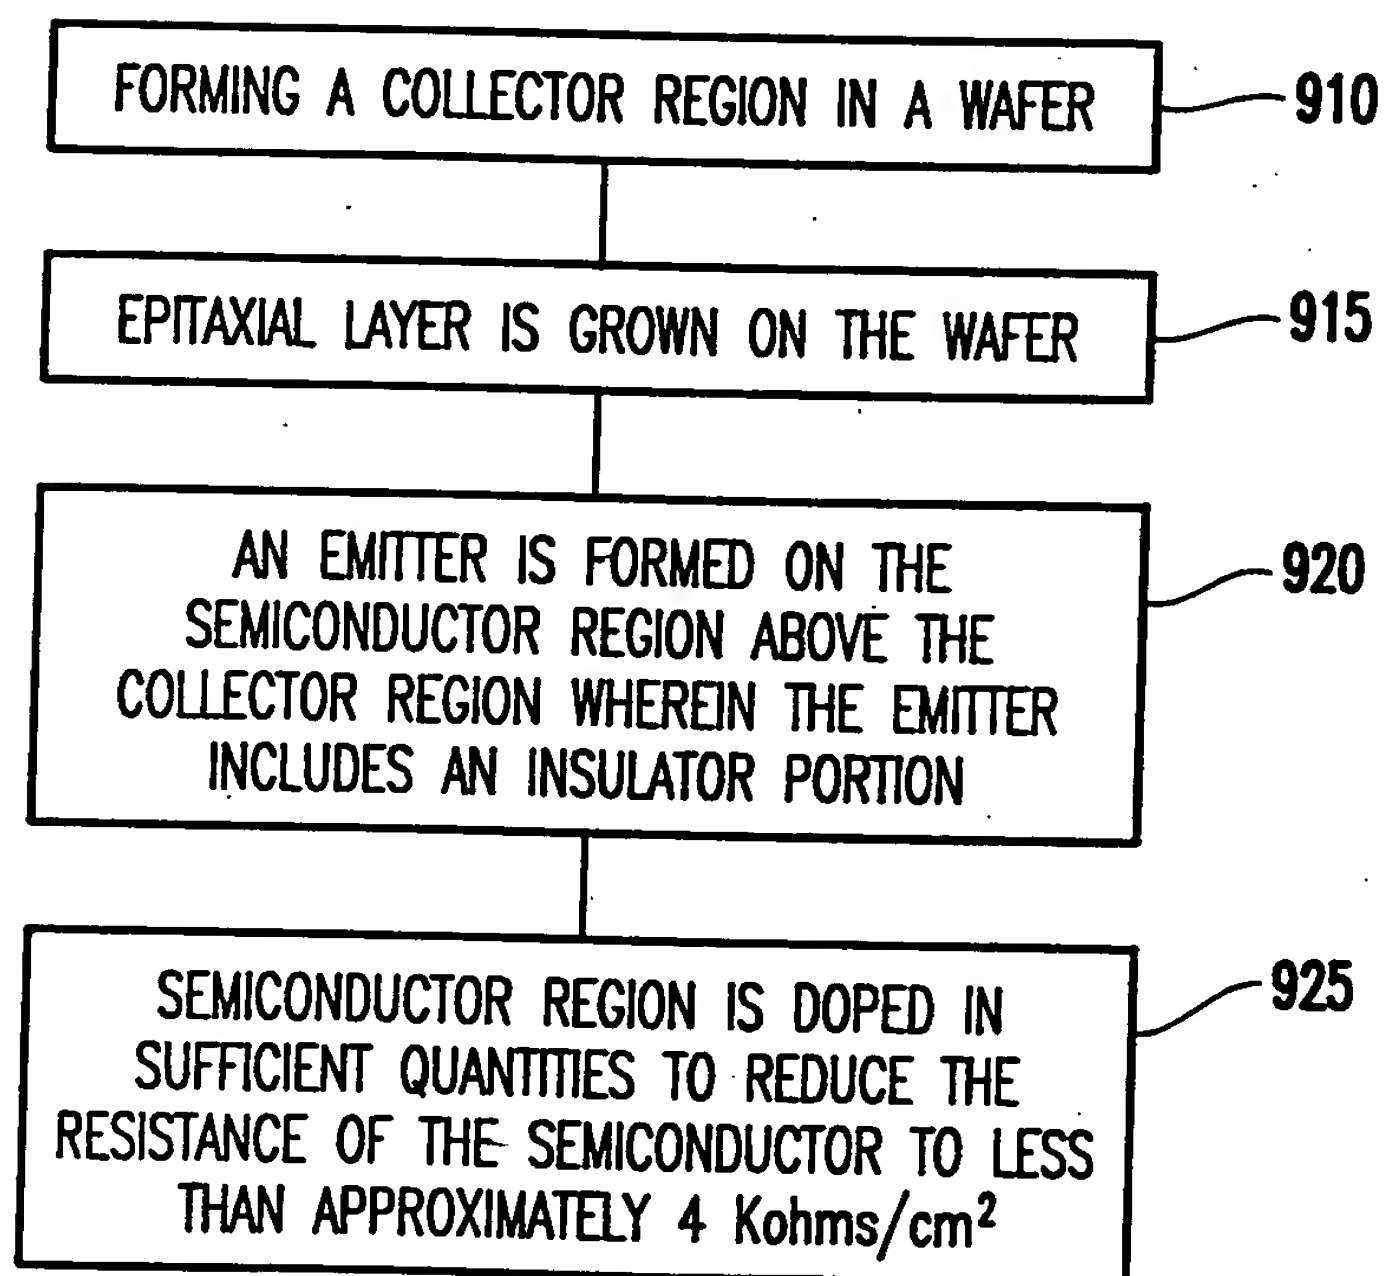 FORMING A COLLECTOR REGION IN A WAFER
910
EPITAXIAL LAYER IS GROWN ON THE WAFER
915
AN EMITTER IS FORMED ON THE
SEMICONDUCTOR REGION ABOVE THE
COLLECTOR REGION WHEREIN THE EMITTER
INCLUDES AN INSULATOR PORTION
920
SEMICONDUCTOR REGION IS DOPED IN
SUFFICIENT QUANTITIES TO REDUCE THE
RESISTANCE OF THE SEMICONDUCTOR TO LESS
THAN APPROXIMATELY 4 Kohms/cm²
925